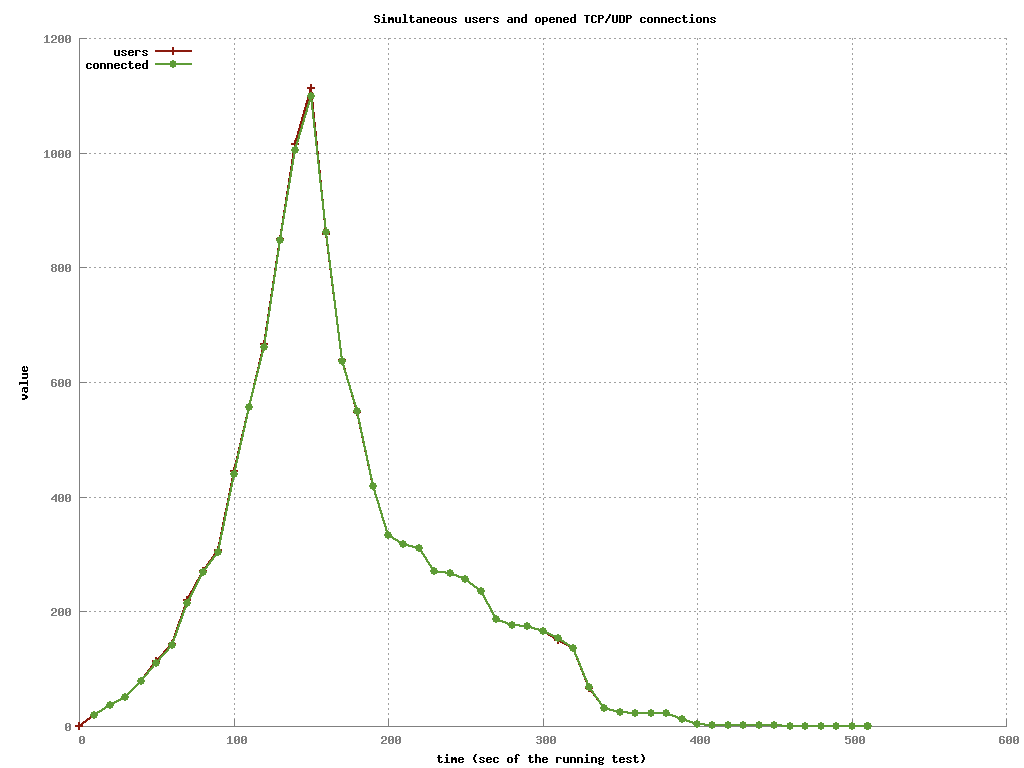 Simultaneous users and opened TCP/UDP connections
1200
users
connected
1000
800
600
value
400
200
0
0 100 200 300 400 500 600
time (sec of the running test)